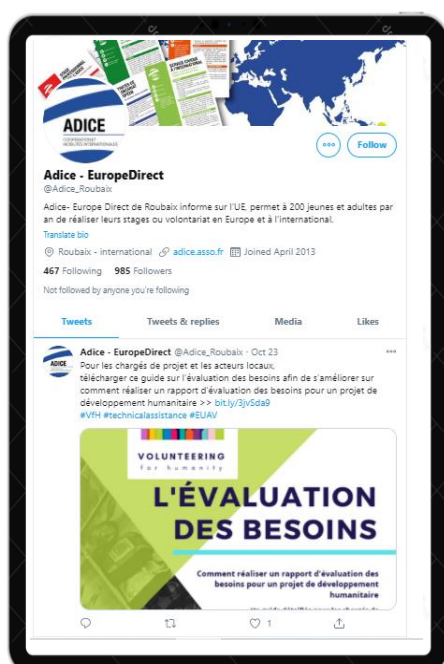 ADICE
COOPERATION ET
MOBILITES INTERNATIONALES
Follow
Adice - EuropeDirect
@Adice_Roubaix
Adice- Europe Direct de Roubaix informe sur l'UE, permet à 200 jeunes et adultes par
an de réaliser leurs stages ou volontariat en Europe et à l'international.
Translate bio
Roubaix - international adice.asso.fr Joined April 2013
467 Following 985 Followers
Not followed by anyone you're following
Tweets Tweets & replies Media Likes
ADICE
Adice - EuropeDirect @Adice_Roubaix · Oct 23
Pour les chargés de projet et les acteurs locaux,
télécharger ce guide sur l'évaluation des besoins afin de s'améliorer sur
comment réaliser un rapport d'évaluation des besoins pour un projet de
développement humanitaire >> bit.ly/3jvSda9
#VfH #technicalassistance #EUAV
VOLUNTEERING
for humanity
L'ÉVALUATION
DES BESOINS
Comment réaliser un rapport d'évaluation des
besoins pour un projet de développement
humanitaire
1